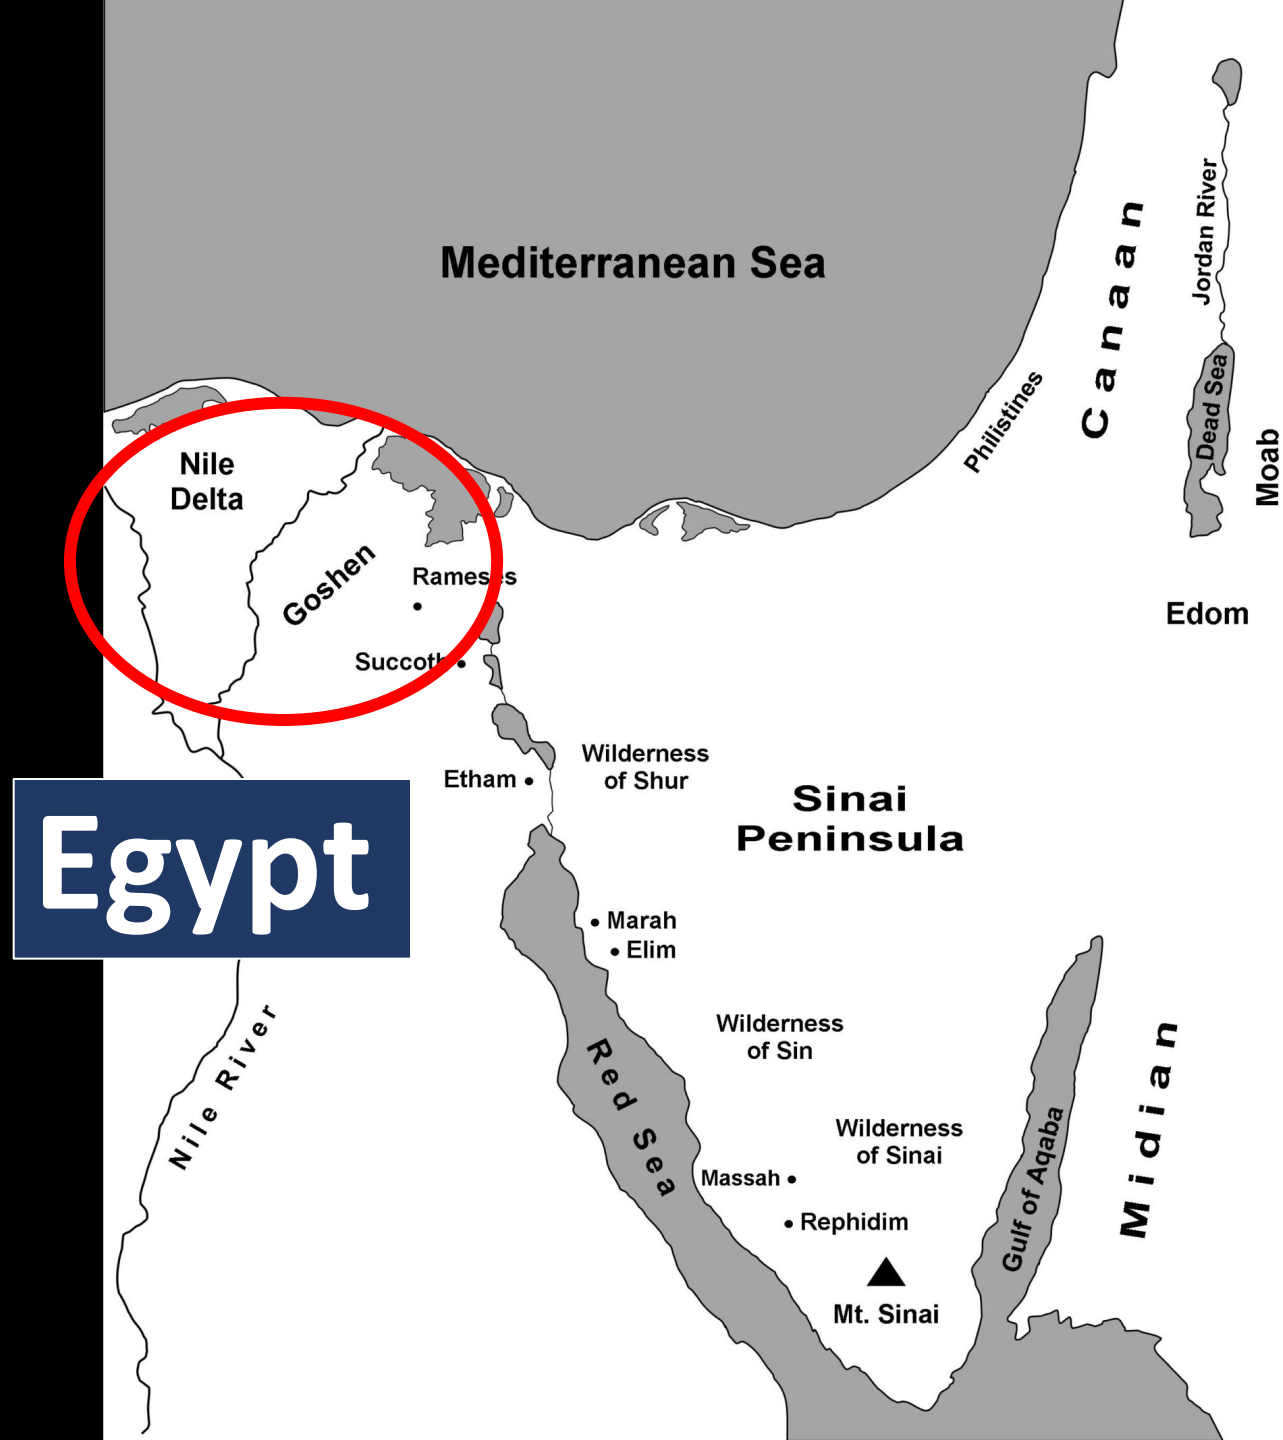 Mediterranean Sea
Canaan
Jordan River
Dead Sea
Philistines
Moab
Nile
Delta
Goshen
Rameses
Edom
Succoth
Wilderness
of Shur
Etham
Sinai
Peninsula
Egypt
Marah
Elim
Nile River
Wilderness
of Sin
Red Sea
Midian
Wilderness
of Sinai
Gulf of Aqaba
Massah
Rephidim
Mt. Sinai